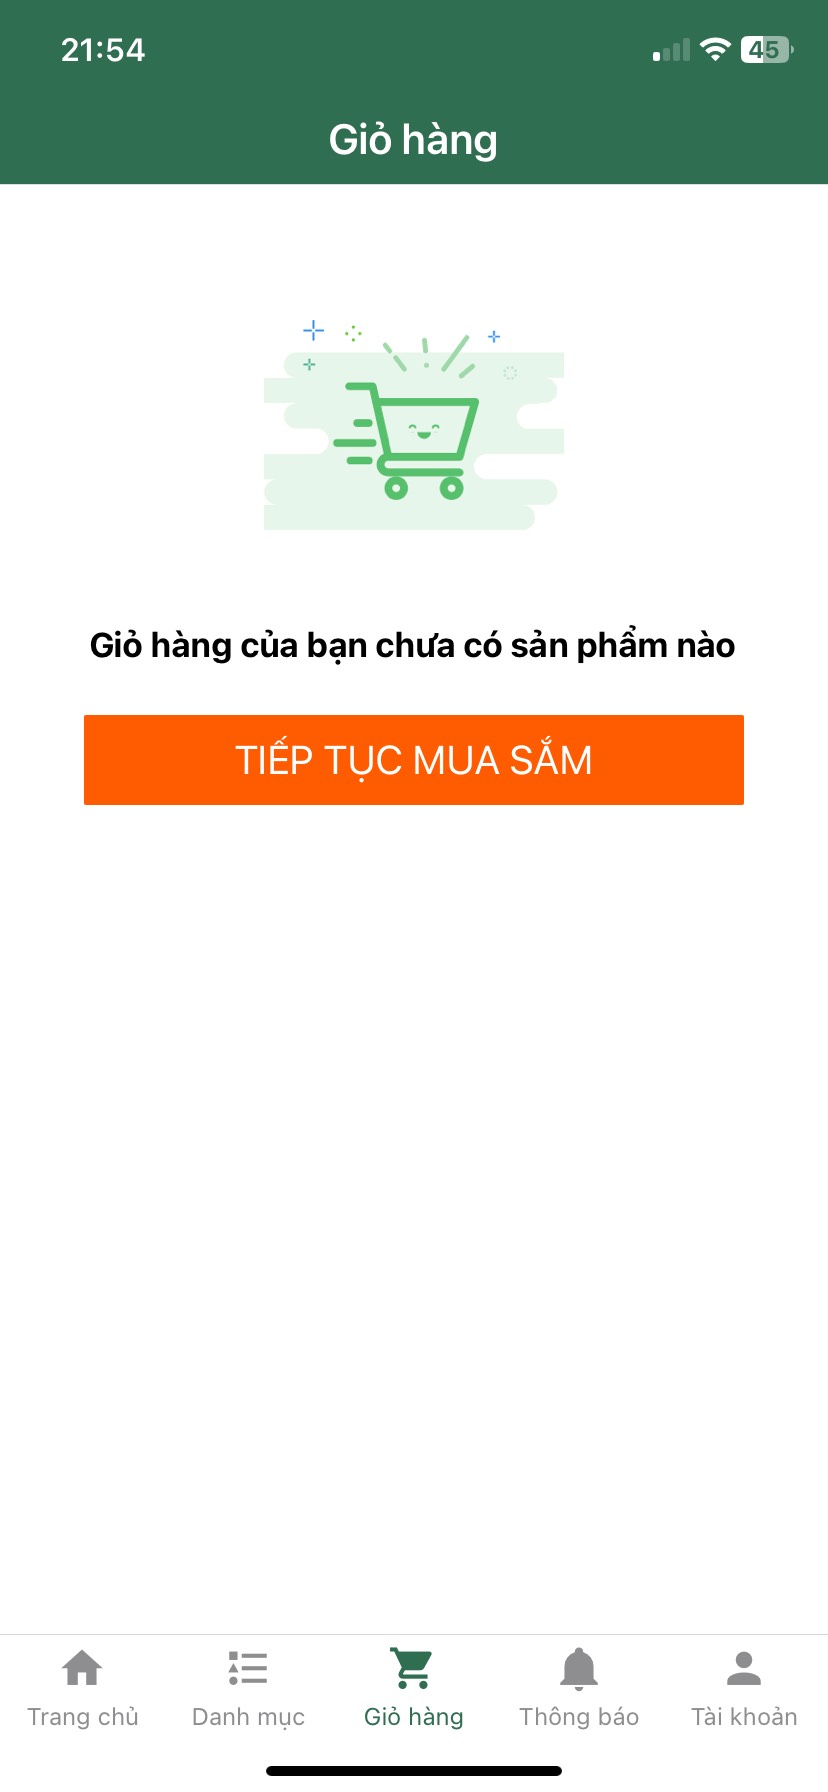 21:54
45
Giỏ hàng
Giỏ hàng của bạn chưa có sản phẩm nào
TIẾP TỤC MUA SẮM
Trang chủ
Danh mục
Giỏ hàng
Thông báo
Tài khoản